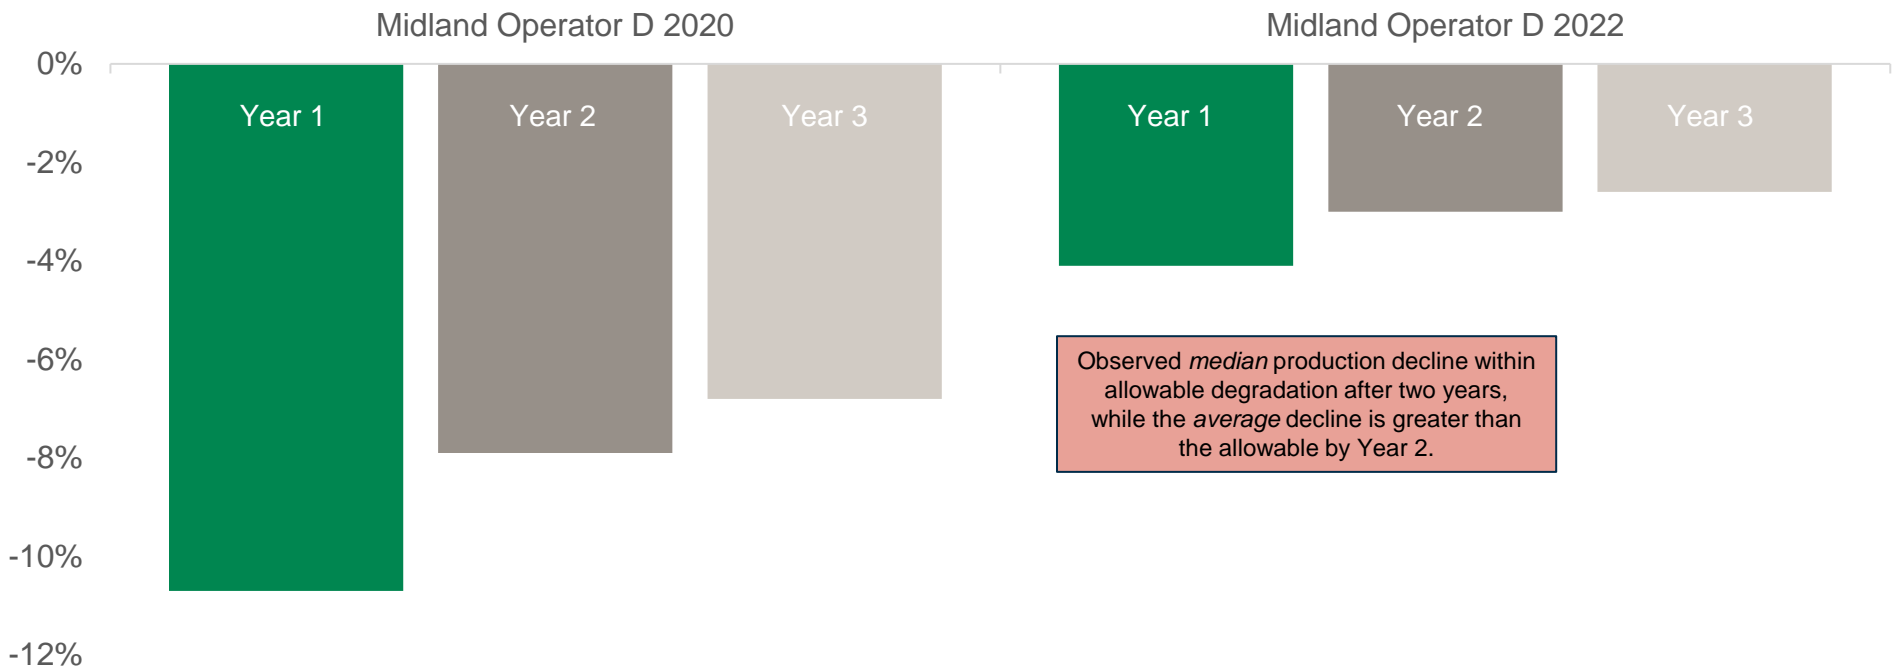 Midland Operator D 2020
Midland Operator D 2022
0%
-2%
-4%
-6%
-8%
-10%
-12%
Year 1
Year 2
Year 3
Year 1
Year 2
Year 3
Observed median production decline within
allowable degradation after two years,
while the average decline is greater than
the allowable by Year 2.